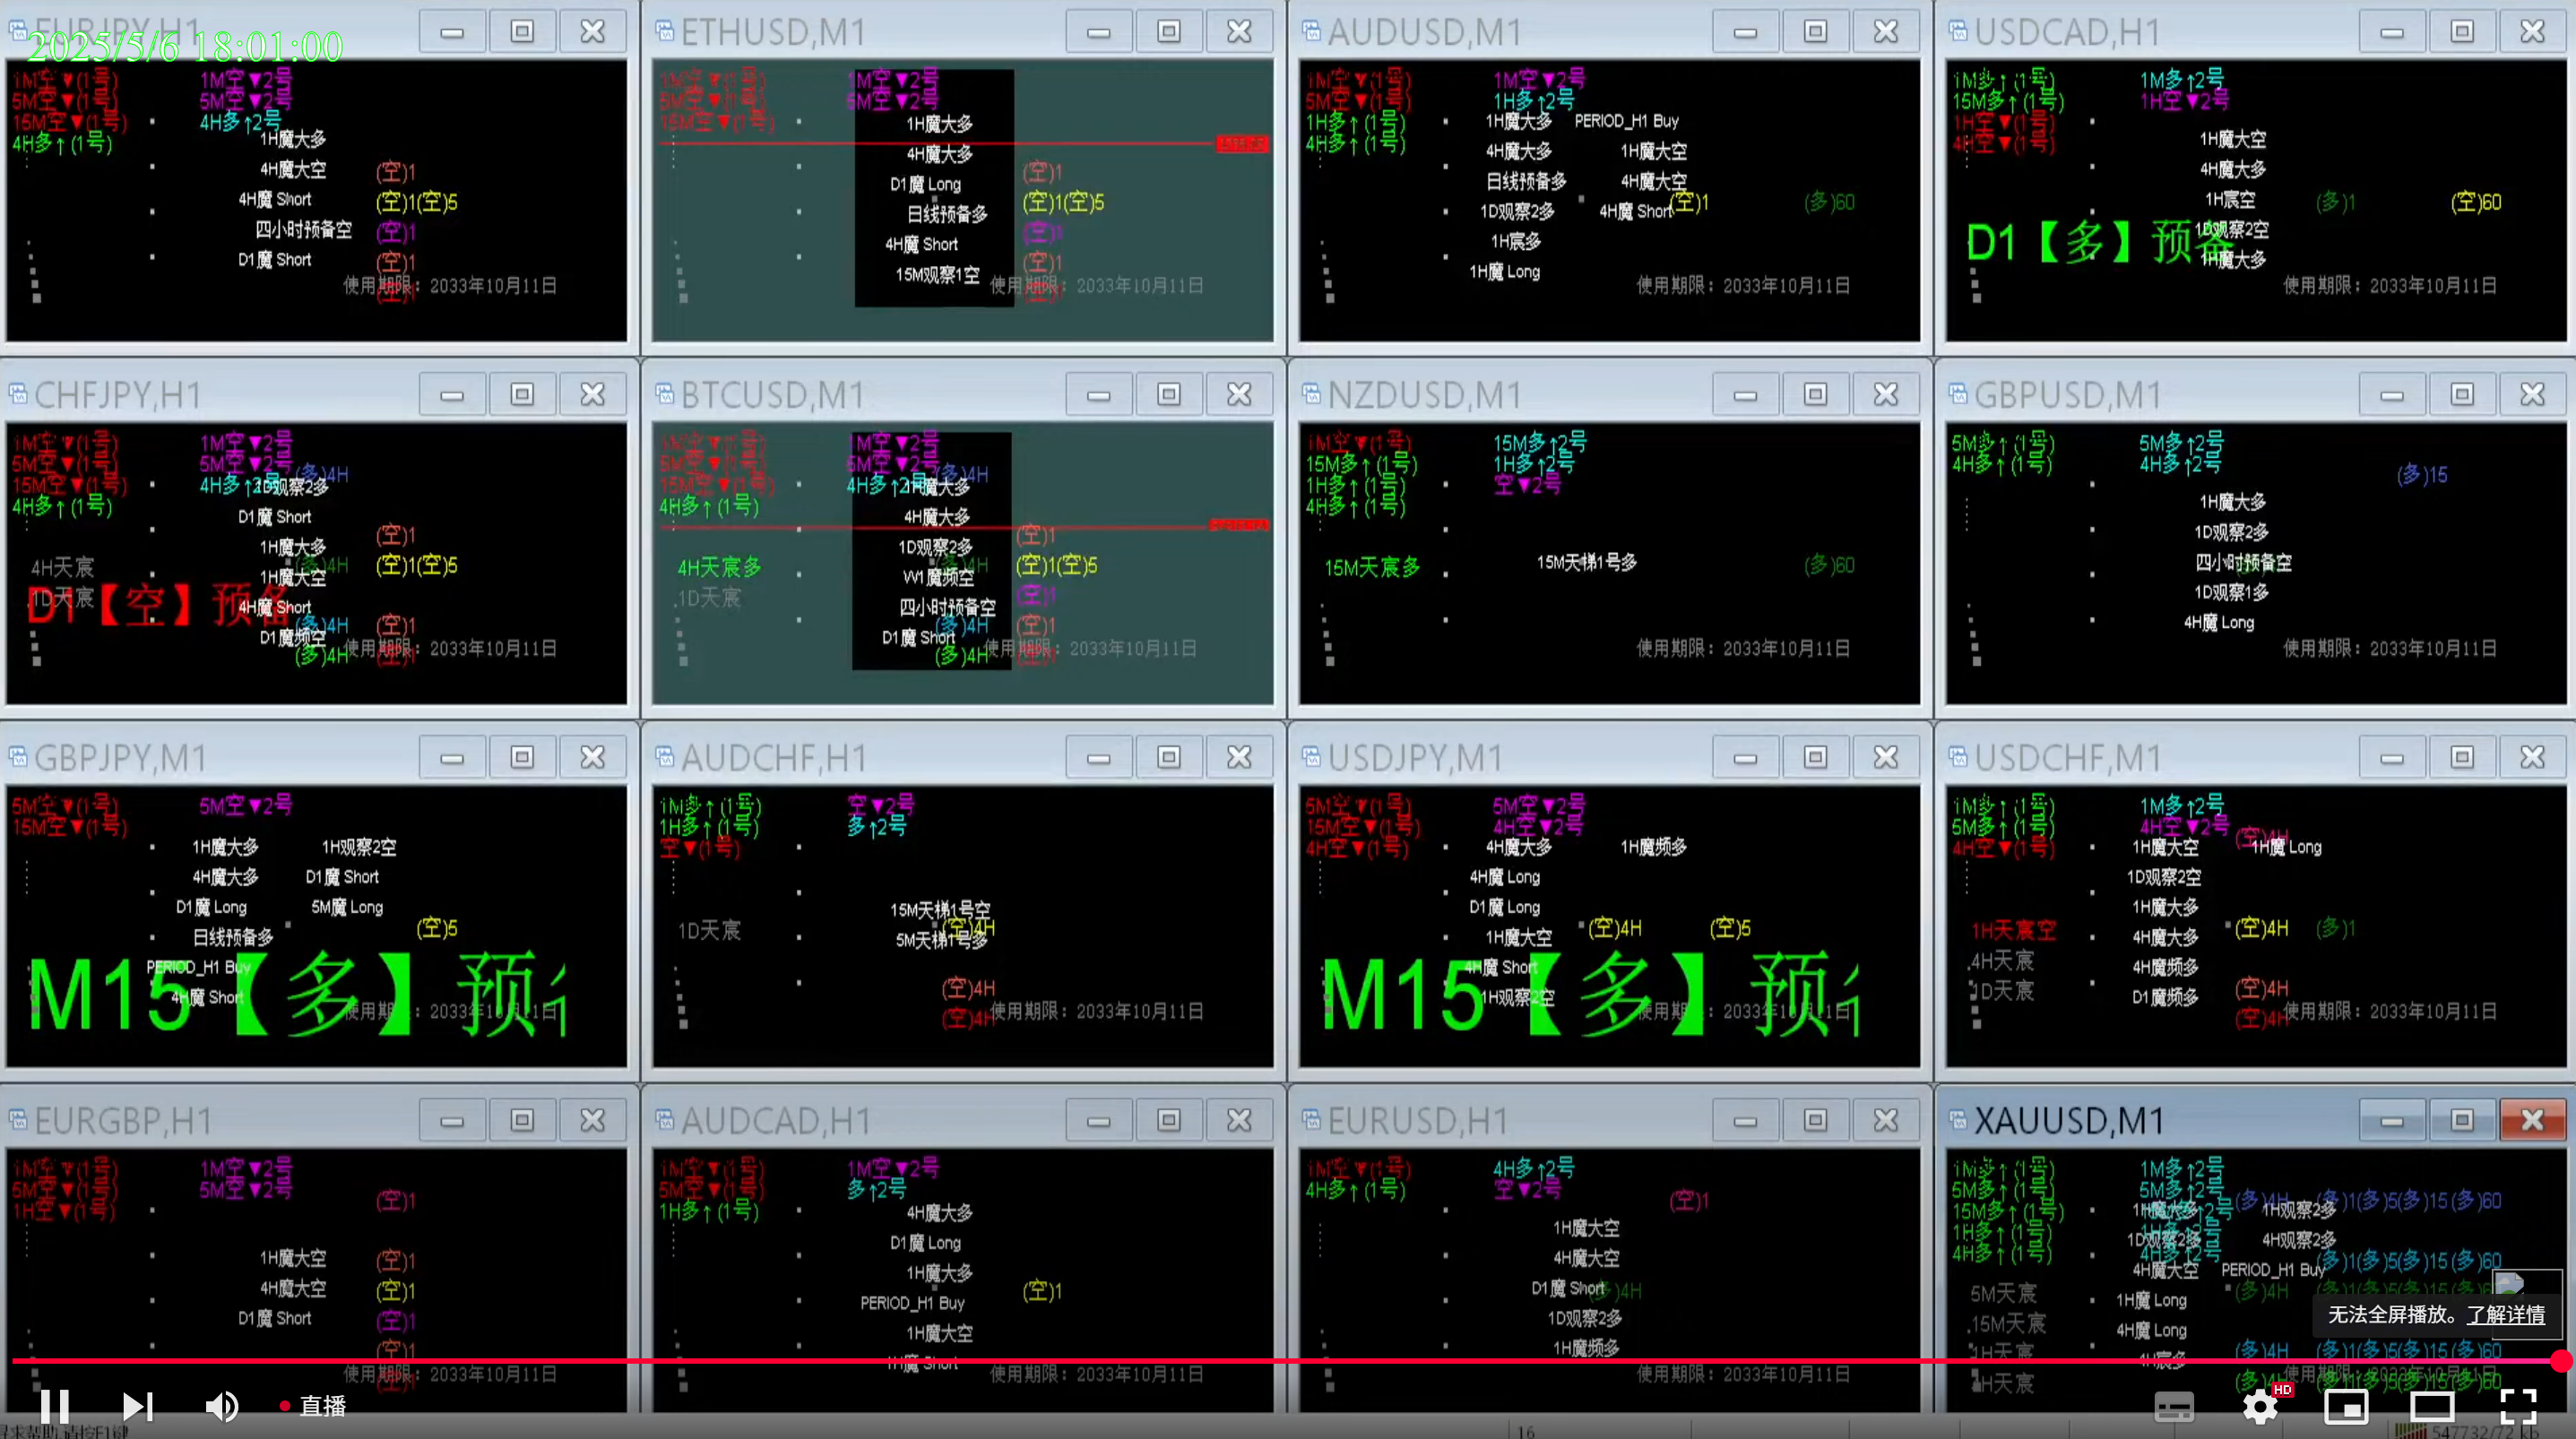 EURJPY,H1
2025/5/6 18:01:00
1M空▼(1号) 1M空▼2号
5M空▼(1号) 5M空▼2号
15M空▼(1号) 4H多↑2号
4H多↑(1号) 1H魔大多
4H魔大空 (空)1
4H魔 Short (空)1(空)5
四小时预备空 (空)1
D1魔 Short (空)1
使用期限：2033年10月11日
ETHUSD,M1
1M空▼(1号) 1M空▼2号
5M空▼(1号) 5M空▼2号
15M空▼(1号) 1H魔大多
4H魔大多
(空)1
D1魔 Long
(空)1(空)5
日线预备多
(空)1
4H魔 Short
(空)1
15M观察1空
使用期限：2033年10月11日
AUDUSD,M1
1M空▼(1号) 1M空▼2号
5M空▼(1号) 1H多↑2号
1H多↑(1号) 1H魔大多 PERIOD_H1 Buy
4H多↑(1号) 4H魔大多 1H魔大空
日线预备多 4H魔大空
1D观察2多 4H魔 Short (空)1 (多)60
1H宸多
1H魔 Long
使用期限：2033年10月11日
USDCAD,H1
1M多↑(1号) 1M多↑2号
15M多↑(1号) 1H空▼2号
1H空▼(1号)
4H空▼(1号) 1H魔大空
4H魔大多
1H宸空 (多)1 (空)60
1D观察2空
D1【多】预备
1H魔大多
使用期限：2033年10月11日
CHFJPY,H1
1M空▼(1号) 1M空▼2号
5M空▼(1号) 5M空▼2号 (多)4H
15M空▼(1号) 4H多↑2号 1D观察2多
4H多↑(1号) D1魔 Short
1H魔大多 (空)1
4H天宸 (多)4H (空)1(空)5
1H魔大空
1D天宸
D1【空】预备
4H魔 Short
(多)4H (空)1
D1魔频空
(多)4H 使用期限：2033年10月11日
BTCUSD,M1
1M空▼(1号) 1M空▼2号
5M空▼(1号) 5M空▼2号 (多)4H
15M空▼(1号) 4H多↑2号 1H魔大多
4H多↑(1号) 4H魔大多
1D观察2多 (空)1
4H天宸多 (多)4H (空)1(空)5
W1魔频空
1D天宸 四小时预备空 (空)1
(多)4H (空)1
D1魔 Short
(多)4H 使用期限：2033年10月11日
NZDUSD,M1
1M空▼(1号) 15M多↑2号
15M多↑(1号) 1H多↑2号
1H多↑(1号) 空▼2号
4H多↑(1号)
15M天宸多 15M天梯1号多 (多)60
使用期限：2033年10月11日
GBPUSD,M1
5M多↑(1号) 5M多↑2号
4H多↑(1号) 4H多↑2号 (多)15
1H魔大多
1D观察2多
四小时预备空
1D观察1多
4H魔 Long
使用期限：2033年10月11日
GBPJPY,M1
5M空▼(1号) 5M空▼2号
15M空▼(1号)
1H魔大多 1H观察2空
4H魔大多 D1魔 Short
D1魔 Long 5M魔 Long
日线预备多 (空)5
PERIOD_H1 Buy
M15【多】预
4H魔 Short
使用期限：2033年10月11日
AUDCHF,H1
1M多↑(1号) 空▼2号
1H多↑(1号) 多↑2号
空▼(1号)
15M天梯1号空
1D天宸 (空)4H
5M天梯1号多
(空)4H
(空)4H 使用期限：2033年10月11日
USDJPY,M1
5M空▼(1号) 5M空▼2号
15M空▼(1号) 4H空▼2号
4H空▼(1号) 4H魔大多 1H魔频多
4H魔 Long
D1魔 Long
1H魔大空 (空)4H (空)5
4H魔 Short
M15【多】预
1H观察2空
使用期限：2033年10月11日
USDCHF,M1
1M多↑(1号) 1M多↑2号
5M多↑(1号) 4H空▼2号 (空)4H
4H空▼(1号) 1H魔大空 1H魔 Long
1D观察2空
1H魔大多
1H天宸空 4H魔大多 (空)4H (多)1
4H天宸 4H魔频多
1D天宸 D1魔频多 (空)4H
(空)4H 使用期限：2033年10月11日
EURGBP,H1
1M空▼(1号) 1M空▼2号
5M空▼(1号) 5M空▼2号 (空)1
1H空▼(1号)
1H魔大空 (空)1
4H魔大空 (空)1
D1魔 Short (空)1
(空)1
使用期限：2033年10月11日
AUDCAD,H1
1M空▼(1号) 1M空▼2号
5M空▼(1号) 多↑2号
1H多↑(1号) 4H魔大多
D1魔 Long
1H魔大多
PERIOD_H1 Buy (空)1
1H魔大空
1H魔 Short
使用期限：2033年10月11日
EURUSD,H1
1M空▼(1号) 4H多↑2号
4H多↑(1号) 空▼2号 (空)1
1H魔大空
4H魔大空
D1魔 Short (多)4H
1D观察2多
1H魔频多
使用期限：2033年10月11日
XAUUSD,M1
1M多↑(1号) 1M多↑2号
5M多↑(1号) 5M多↑2号 (多)4H (多)1(多)5(多)15(多)60
15M多↑(1号) 1H魔大多 1H观察2多
1H多↑(1号) 1D观察2多 4H观察2多
4H多↑(1号) 4H多↑2号 (多)1(多)5(多)15(多)60
4H魔大空 PERIOD_H1 Buy
5M天宸 1H魔 Long (多)4H
15M天宸 4H魔 Long
无法全屏播放。了解详情
1H天宸 (多)4H (多)1(多)5(多)15(多)60
4H天宸 使用期限：2033年10月11日
直播
HD
16
547732/72 kb